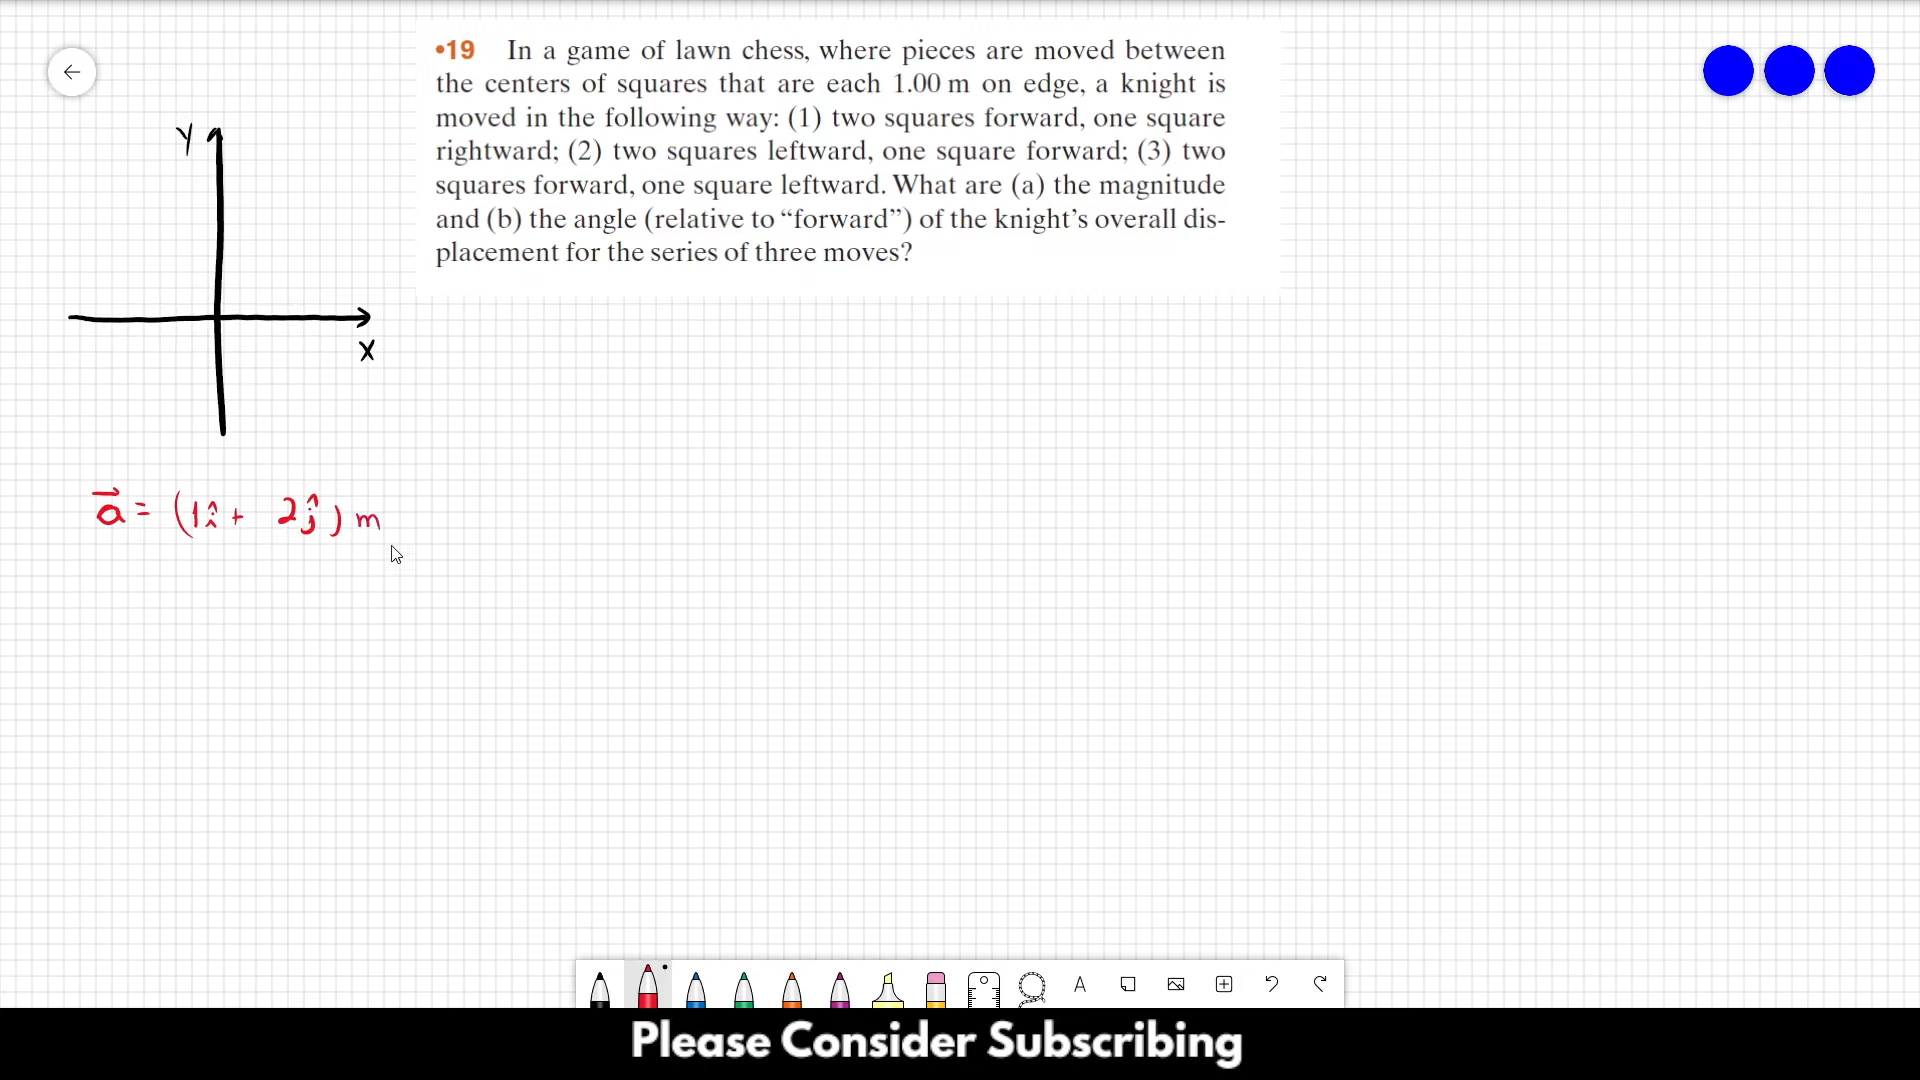 •19 In a game of lawn chess, where pieces are moved between
the centers of squares that are each 1.00 m on edge, a knight is
moved in the following way: (1) two squares forward, one square
rightward; (2) two squares leftward, one square forward; (3) two
squares forward, one square leftward. What are (a) the magnitude
and (b) the angle (relative to “forward”) of the knight’s overall dis-
placement for the series of three moves?
Y
X
a⃗ = (1î + 2ĵ) m
A
Please Consider Subscribing